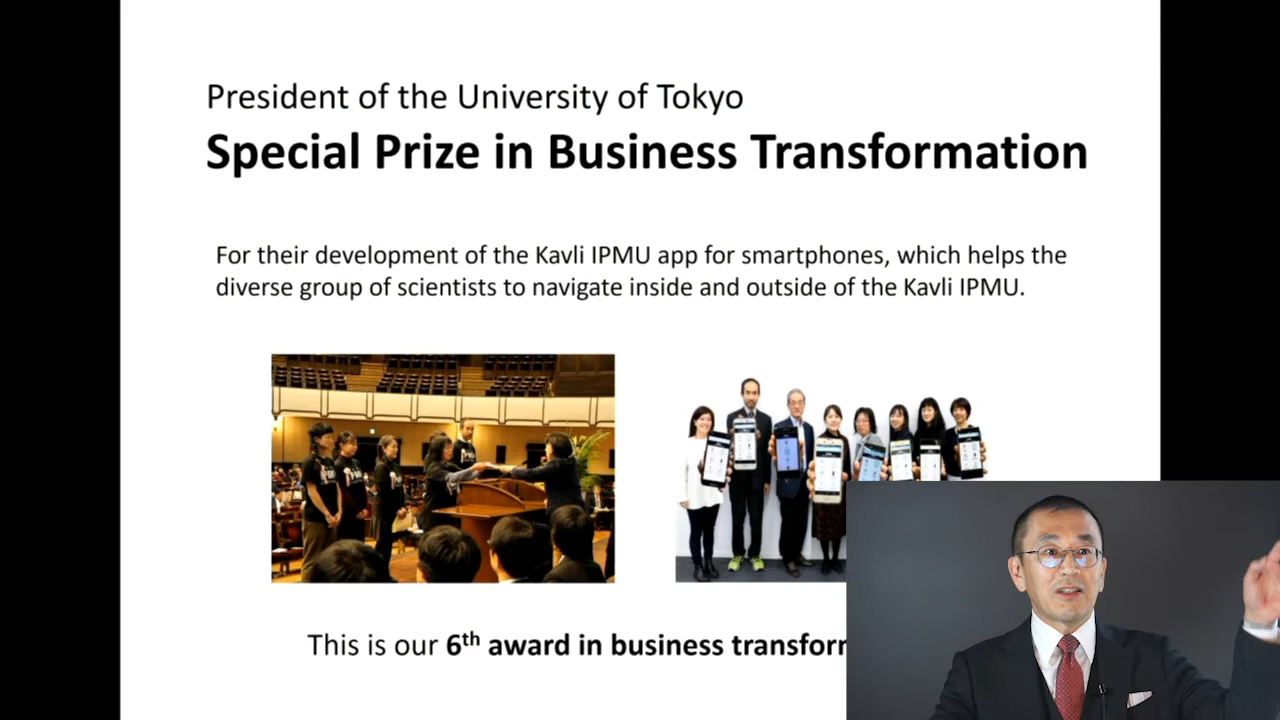 President of the University of Tokyo
Special Prize in Business Transformation
For their development of the Kavli IPMU app for smartphones, which helps the
diverse group of scientists to navigate inside and outside of the Kavli IPMU.
This is our 6th award in business